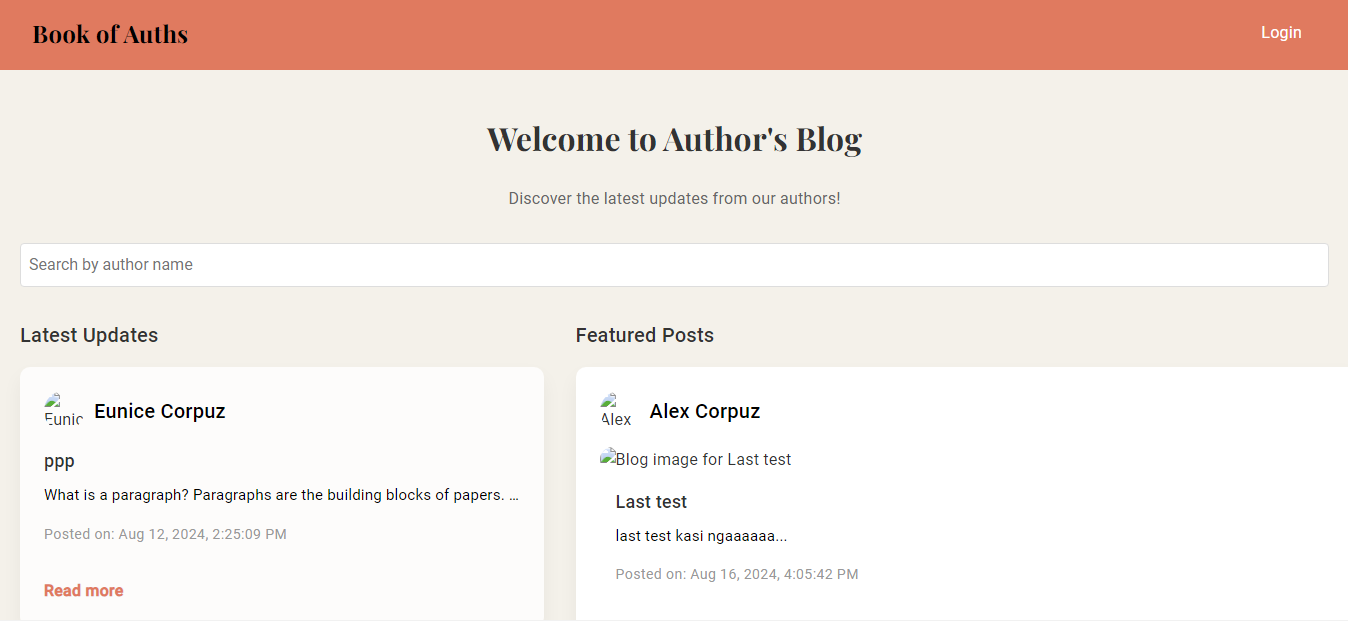 Book of Auths
Login
Welcome to Author's Blog
Discover the latest updates from our authors!
Search by author name
Latest Updates
Featured Posts
Eunic
Eunice Corpuz
ppp
What is a paragraph? Paragraphs are the building blocks of papers. ...
Posted on: Aug 12, 2024, 2:25:09 PM
Read more
Alex
Alex Corpuz
Blog image for Last test
Last test
last test kasi ngaaaaaa...
Posted on: Aug 16, 2024, 4:05:42 PM